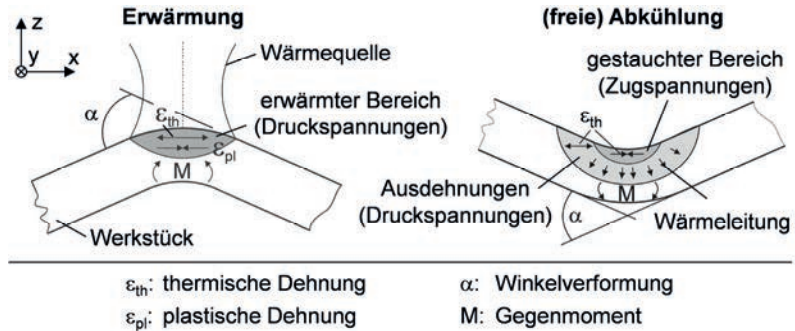 Erwärmung
(freie) Abkühlung
z
y
x
Wärmequelle
α
ε_th
erwärmter Bereich
(Druckspannungen)
ε_pl
M
Werkstück
gestauchter Bereich
(Zugspannungen)
ε_th
Ausdehnungen
(Druckspannungen)
M
α
Wärmeleitung
ε_th: thermische Dehnung
α: Winkelverformung
ε_pl: plastische Dehnung
M: Gegenmoment